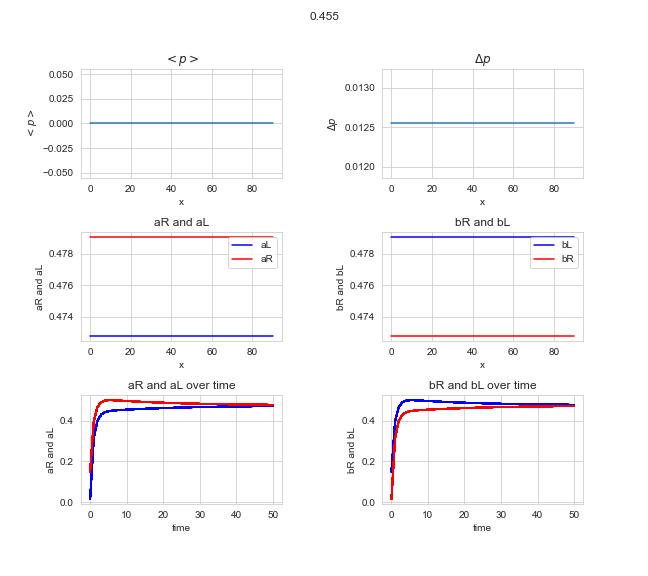 0.455
< p >
Δp
0.050
0.025
0.000
−0.025
−0.050
< p >
0 20 40 60 80
x
0.0130
0.0125
0.0120
Δp
0 20 40 60 80
x
aR and aL
bR and bL
0.478
0.476
0.474
aR and aL
aL
aR
0 20 40 60 80
x
0.478
0.476
0.474
bR and bL
bL
bR
0 20 40 60 80
x
aR and aL over time
bR and bL over time
0.4
0.2
0.0
aR and aL
0 10 20 30 40 50
time
0.4
0.2
0.0
bR and bL
0 10 20 30 40 50
time